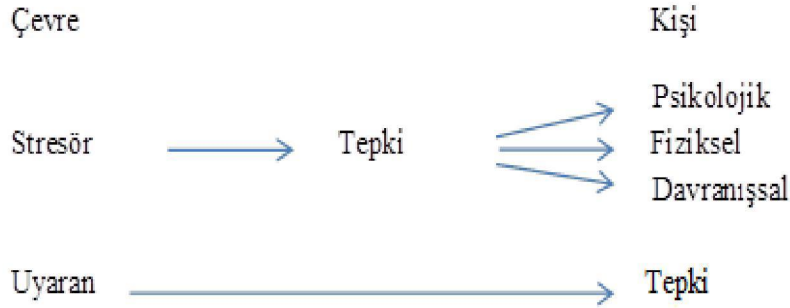 Çevre Kişi
Psikolojik
Stresör Tepki Fiziksel
Davranışsal
Uyaran Tepki